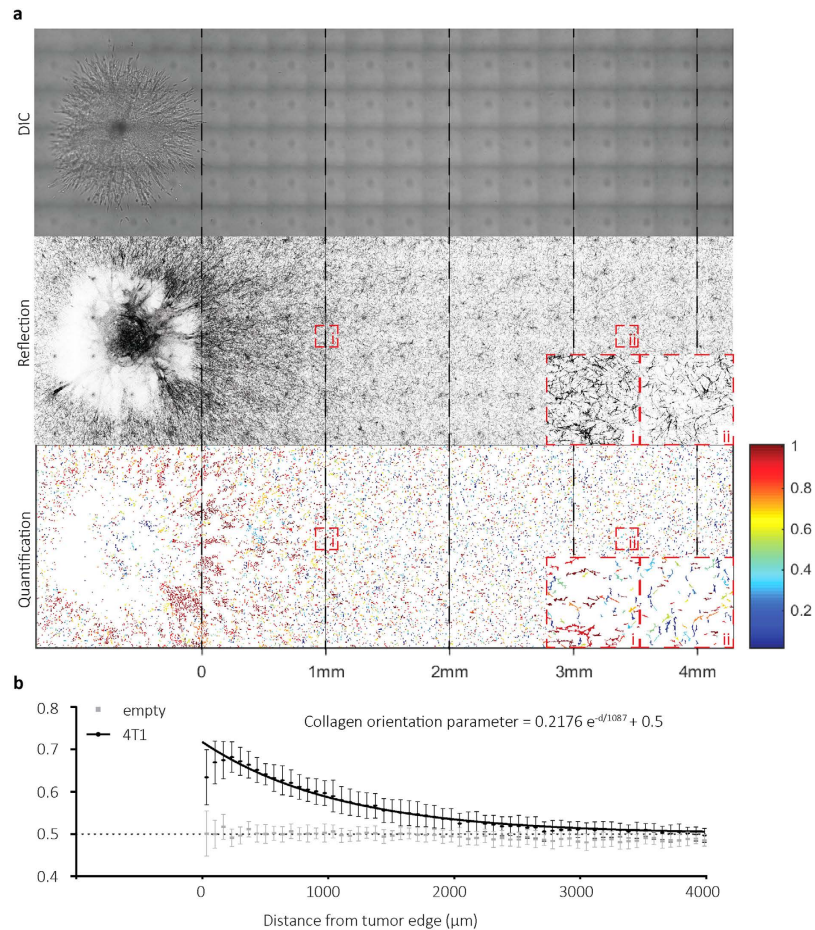 a
DIC
Reflection
i
ii
i
ii
Quantification
i
ii
i
ii
1
0.8
0.6
0.4
0.2
0
1mm
2mm
3mm
4mm
b
0.8
0.7
0.6
0.5
0.4
empty
4T1
Collagen orientation parameter = 0.2176 e-d/1087 + 0.5
0
1000
2000
3000
4000
Distance from tumor edge (μm)